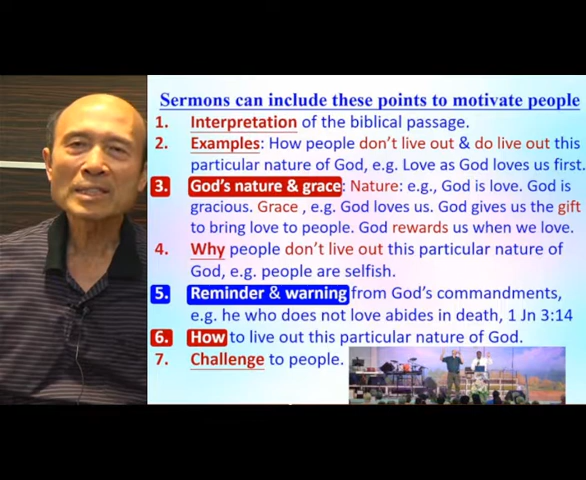 Sermons can include these points to motivate people
1. Interpretation of the biblical passage.
2. Examples: How people don't live out & do live out this
particular nature of God, e.g. Love as God loves us first.
3. God's nature & grace: Nature: e.g., God is love. God is
gracious. Grace , e.g. God loves us. God gives us the gift
to bring love to people. God rewards us when we love.
4. Why people don't live out this particular nature of
God, e.g. people are selfish.
5. Reminder & warning from God's commandments,
e.g. he who does not love abides in death, 1 Jn 3:14
6. How to live out this particular nature of God.
7. Challenge to people.